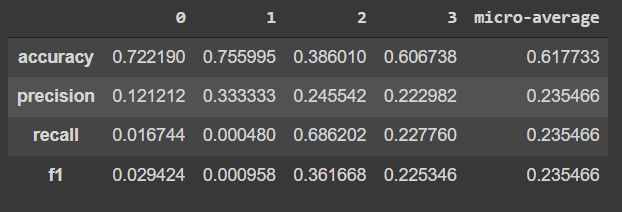 0 1 2 3 micro-average
accuracy 0.722190 0.755995 0.386010 0.606738 0.617733
precision 0.121212 0.333333 0.245542 0.222982 0.235466
recall 0.016744 0.000480 0.686202 0.227760 0.235466
f1 0.029424 0.000958 0.361668 0.225346 0.235466